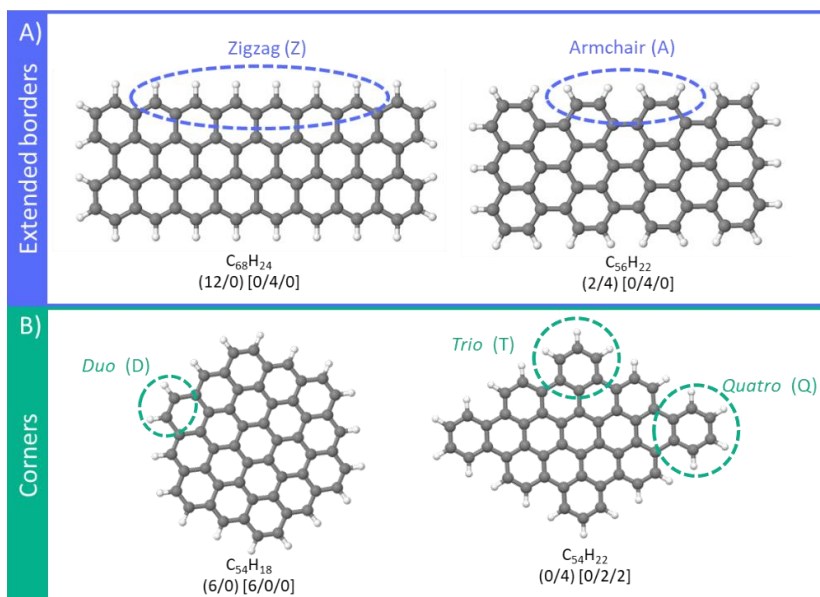 A)
Extended borders
Zigzag (Z)
Armchair (A)
C₆₈H₂₄
(12/0) [0/4/0]
C₅₆H₂₂
(2/4) [0/4/0]
B)
Corners
Duo (D)
Trio (T)
Quatro (Q)
C₅₄H₁₈
(6/0) [6/0/0]
C₅₄H₂₂
(0/4) [0/2/2]